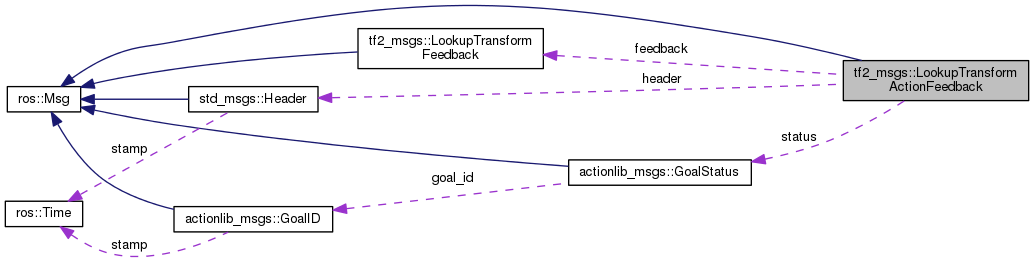 tf2_msgs::LookupTransform
Feedback
feedback
tf2_msgs::LookupTransform
ActionFeedback
header
ros::Msg
std_msgs::Header
status
stamp
actionlib_msgs::GoalStatus
goal_id
ros::Time
actionlib_msgs::GoalID
stamp